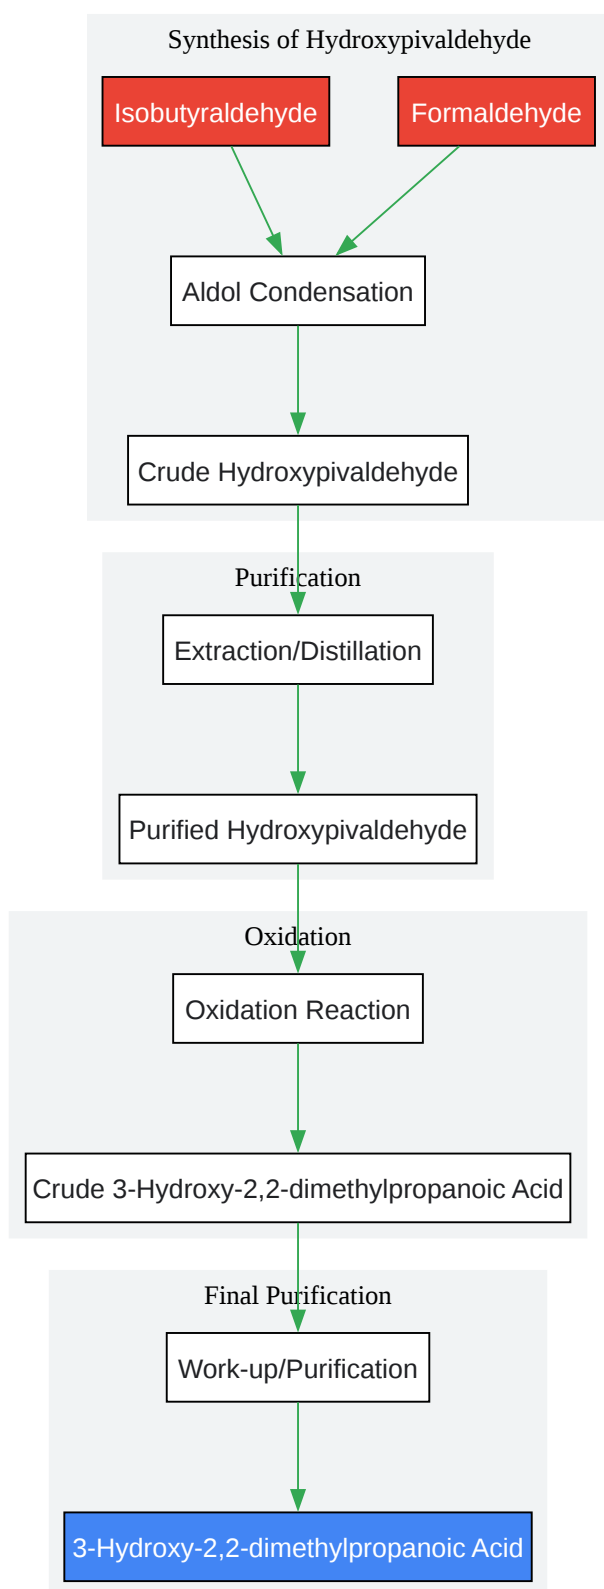 Synthesis of Hydroxypivaldehyde
Isobutyraldehyde
Formaldehyde
Aldol Condensation
Crude Hydroxypivaldehyde
Purification
Extraction/Distillation
Purified Hydroxypivaldehyde
Oxidation
Oxidation Reaction
Crude 3-Hydroxy-2,2-dimethylpropanoic Acid
Final Purification
Work-up/Purification
3-Hydroxy-2,2-dimethylpropanoic Acid